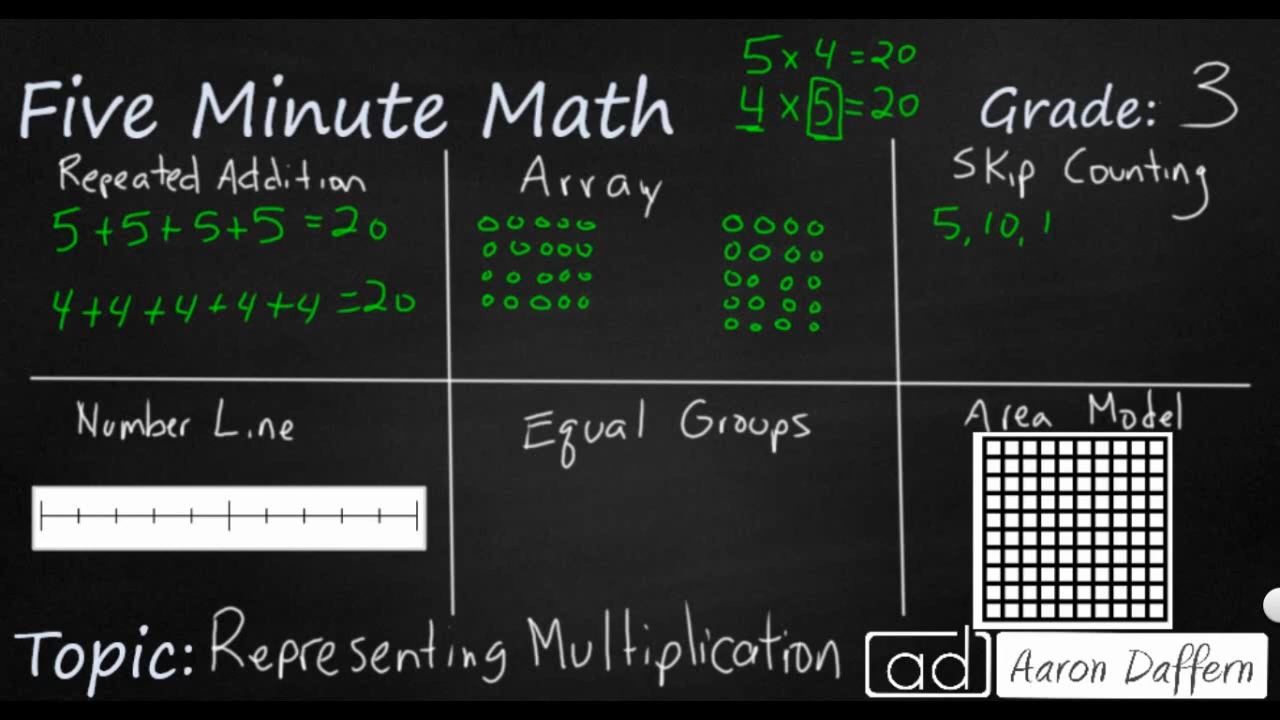 5 × 4 = 20
Five Minute Math
4 × 5 = 20
Grade: 3
Repeated Addition
5 + 5 + 5 + 5 = 20
4 + 4 + 4 + 4 + 4 = 20
Array
Skip Counting
5, 10, 1
Number Line
Equal Groups
Area Model
Topic: Representing Multiplication
ad
Aaron Daffern